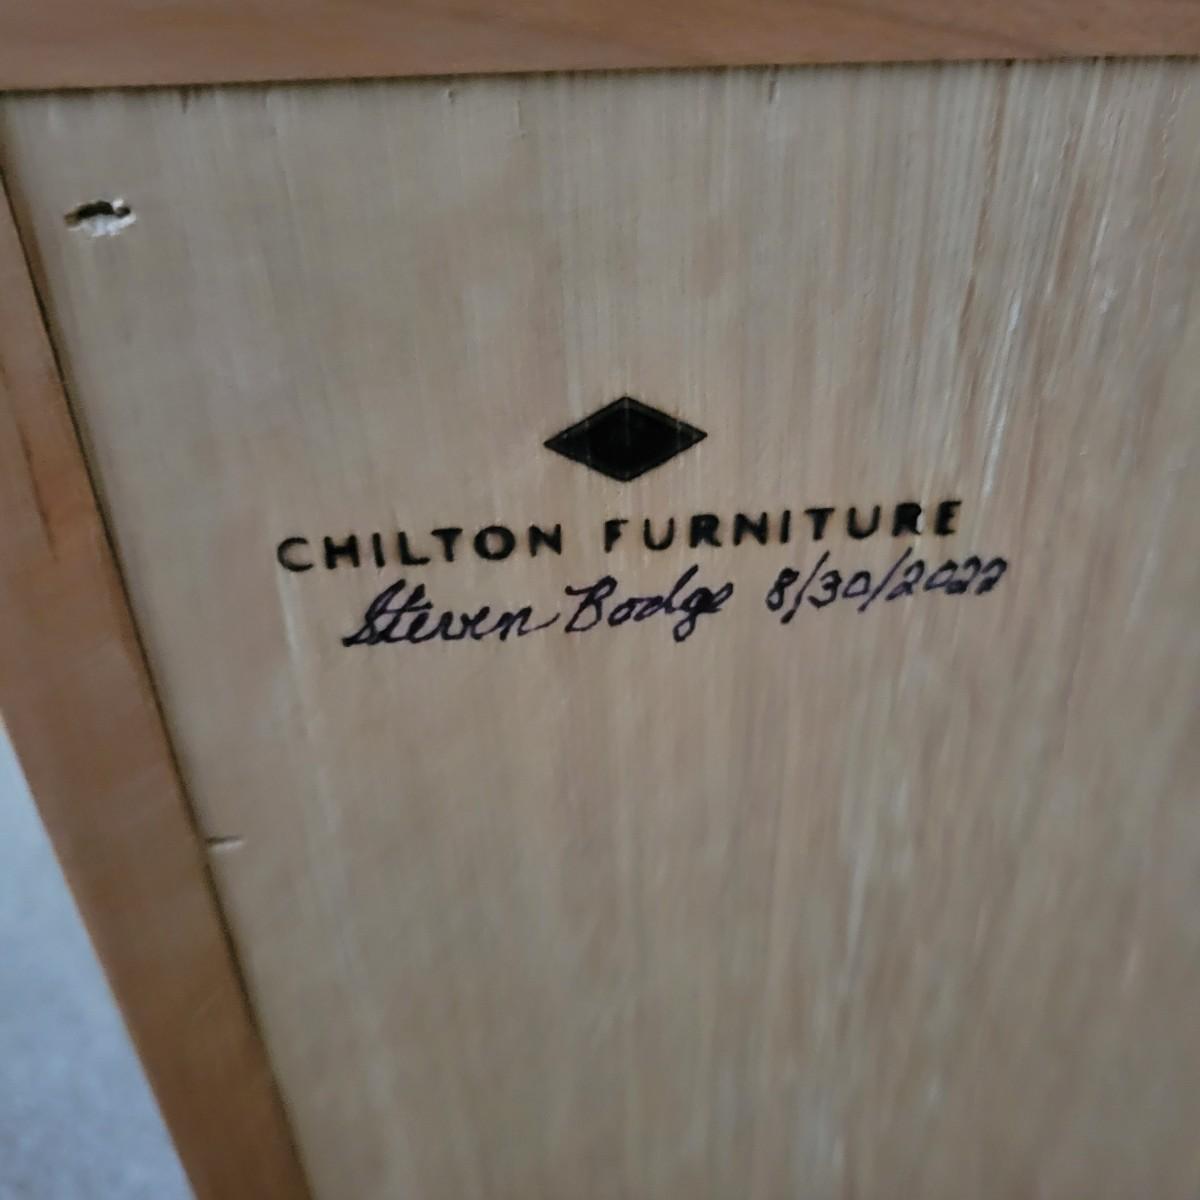 CHILTON FURNITURE
Steven Bodge 8/30/2022